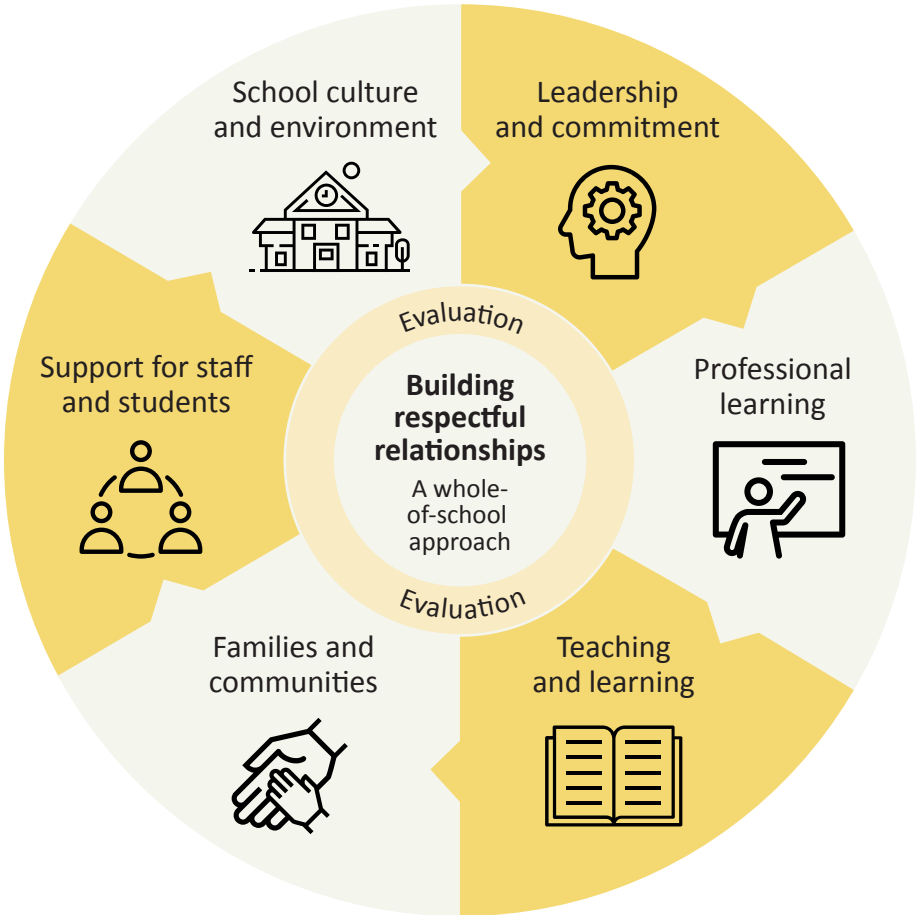 School culture
and environment
Leadership
and commitment
Professional
learning
Teaching
and learning
Families and
communities
Support for staff
and students
Evaluation
Building
respectful
relationships
A whole-
of-school
approach
Evaluation